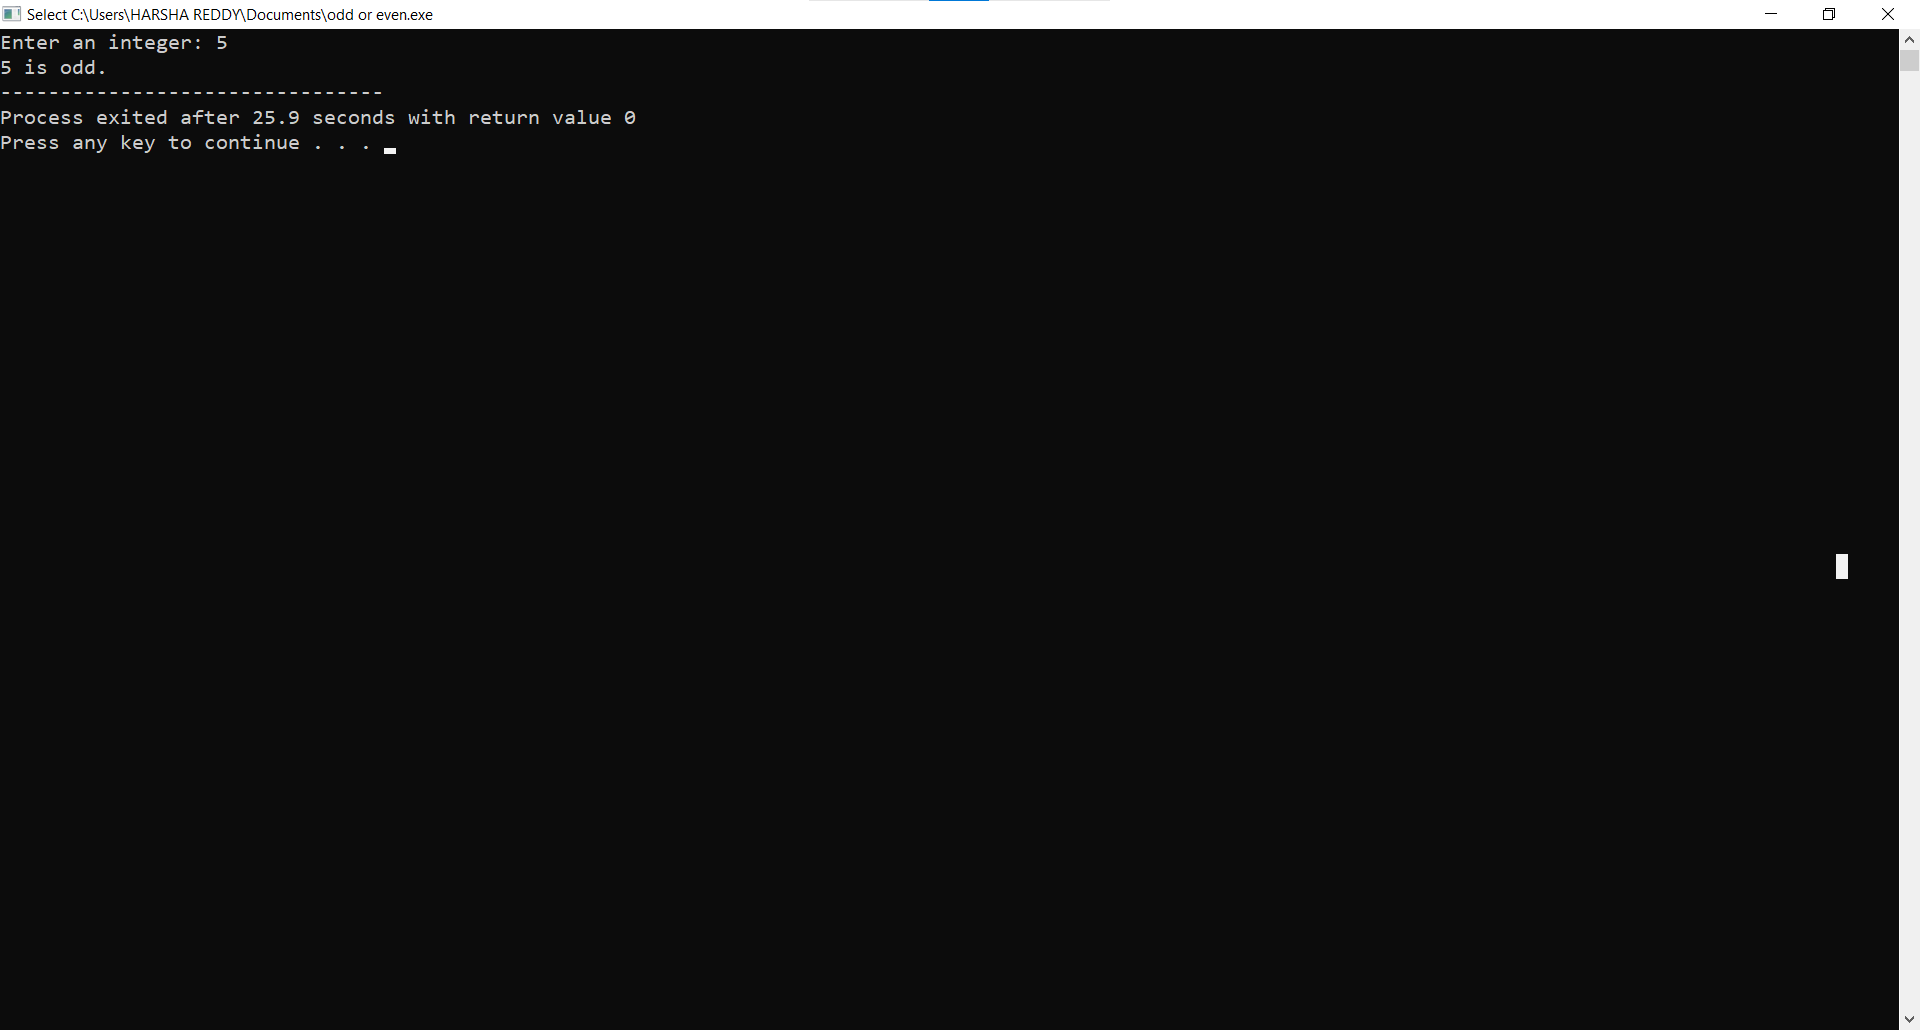 Select C:\Users\HARSHA REDDY\Documents\odd or even.exe
Enter an integer: 5
5 is odd.
--------------------------------
Process exited after 25.9 seconds with return value 0
Press any key to continue . . .